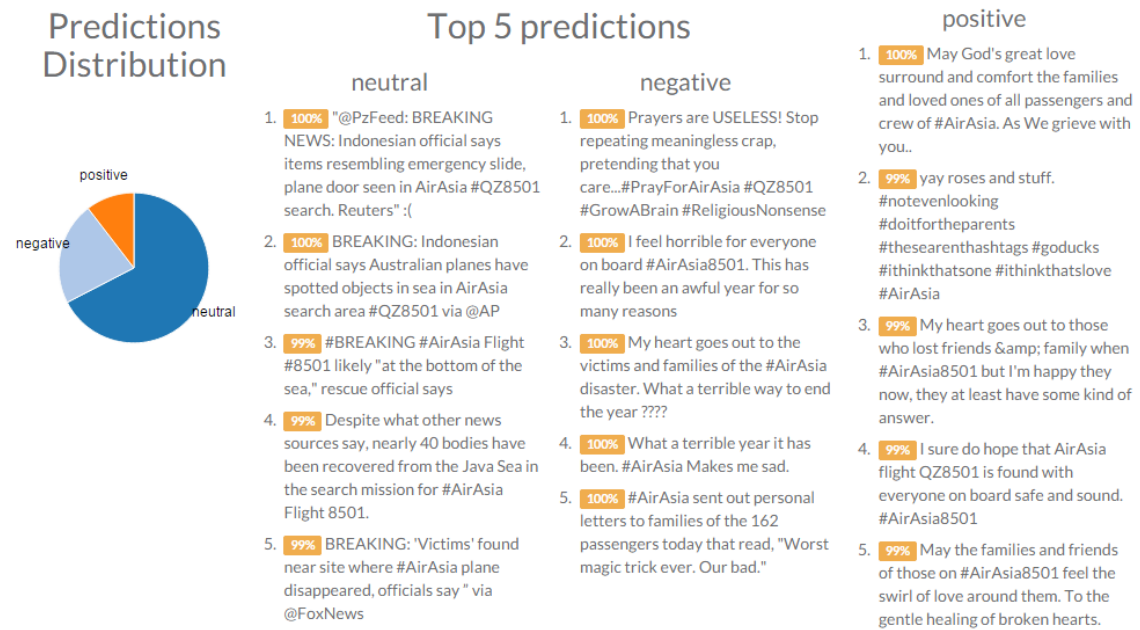 Predictions
Distribution
positive
negative
neutral
Top 5 predictions
neutral
1. 100% "@PzFeed: BREAKING
NEWS: Indonesian official says
items resembling emergency slide,
plane door seen in AirAsia #QZ8501
search. Reuters" :(
2. 100% BREAKING: Indonesian
official says Australian planes have
spotted objects in sea in AirAsia
search area #QZ8501 via @AP
3. 99% #BREAKING #AirAsia Flight
#8501 likely "at the bottom of the
sea," rescue official says
4. 99% Despite what other news
sources say, nearly 40 bodies have
been recovered from the Java Sea in
the search mission for #AirAsia
Flight 8501.
5. 99% BREAKING: 'Victims' found
near site where #AirAsia plane
disappeared, officials say " via
@FoxNews
negative
1. 100% Prayers are USELESS! Stop
repeating meaningless crap,
pretending that you
care...#PrayForAirAsia #QZ8501
#GrowABrain #ReligiousNonsense
2. 100% I feel horrible for everyone
on board #AirAsia8501. This has
really been an awful year for so
many reasons
3. 100% My heart goes out to the
victims and families of the #AirAsia
disaster. What a terrible way to end
the year ????
4. 100% What a terrible year it has
been. #AirAsia Makes me sad.
5. 100% #AirAsia sent out personal
letters to families of the 162
passengers today that read, "Worst
magic trick ever. Our bad."
positive
1. 100% May God's great love
surround and comfort the families
and loved ones of all passengers and
crew of #AirAsia. As We grieve with
you..
2. 99% yay roses and stuff.
#notevenlooking
#doitfortheparents
#thesearenthashtags #goducks
#ithinkthatsone #ithinkthatslove
#AirAsia
3. 99% My heart goes out to those
who lost friends &amp; family when
#AirAsia8501 but I'm happy they
now, they at least have some kind of
answer.
4. 99% I sure do hope that AirAsia
flight QZ8501 is found with
everyone on board safe and sound.
#AirAsia8501
5. 99% May the families and friends
of those on #AirAsia8501 feel the
swirl of love around them. To the
gentle healing of broken hearts.